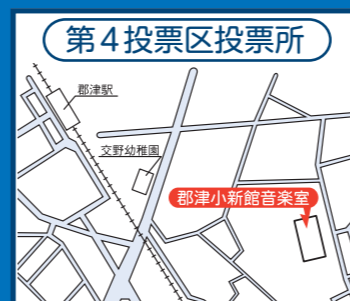 第4投票区投票所
郡津駅
交野幼稚園
郡津小新館音楽室